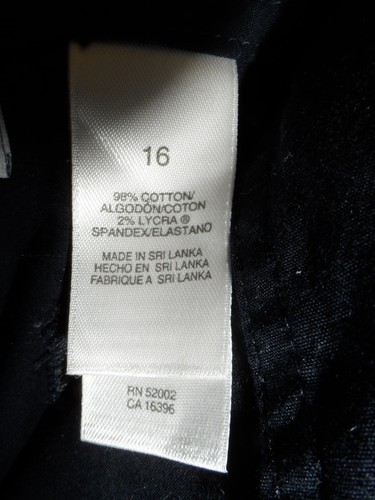 16
98% COTTON/
ALGODÓN/COTON
2% LYCRA ®
SPANDEX/ELASTANO
MADE IN SRI LANKA
HECHO EN SRI LANKA
FABRIQUE A SRI LANKA
RN 52002
CA 16396